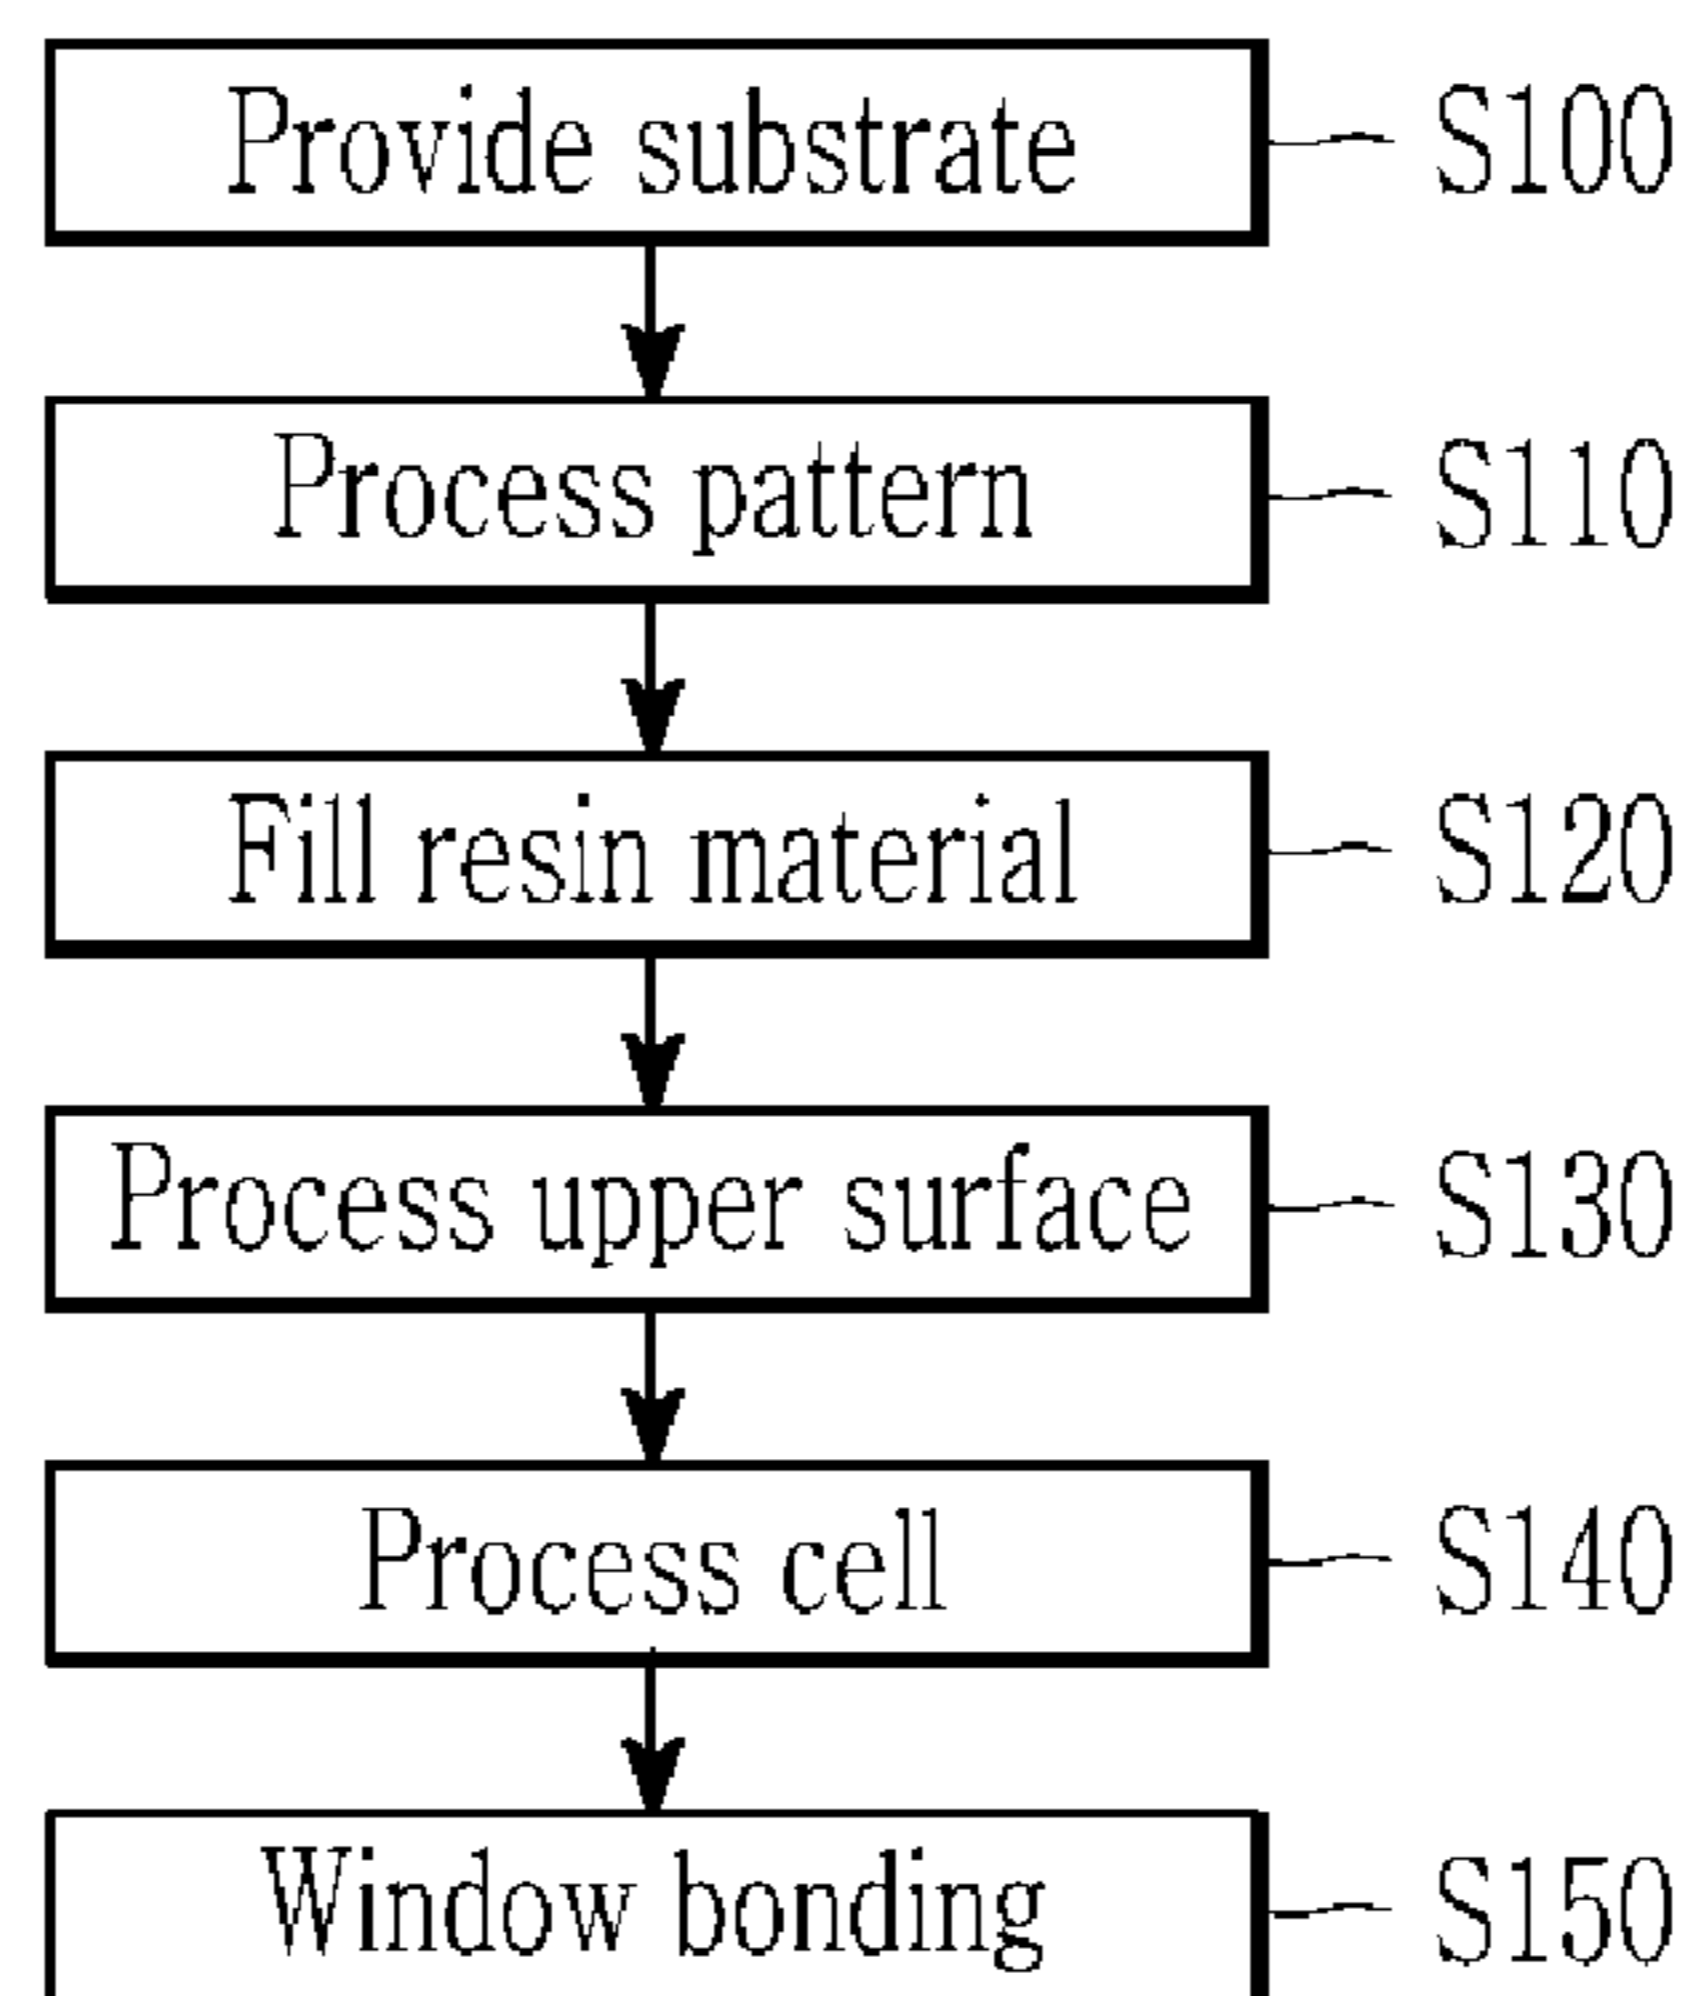 Provide substrate S100
Process pattern S110
Fill resin material S120
Process upper surface S130
Process cell S140
Window bonding S150